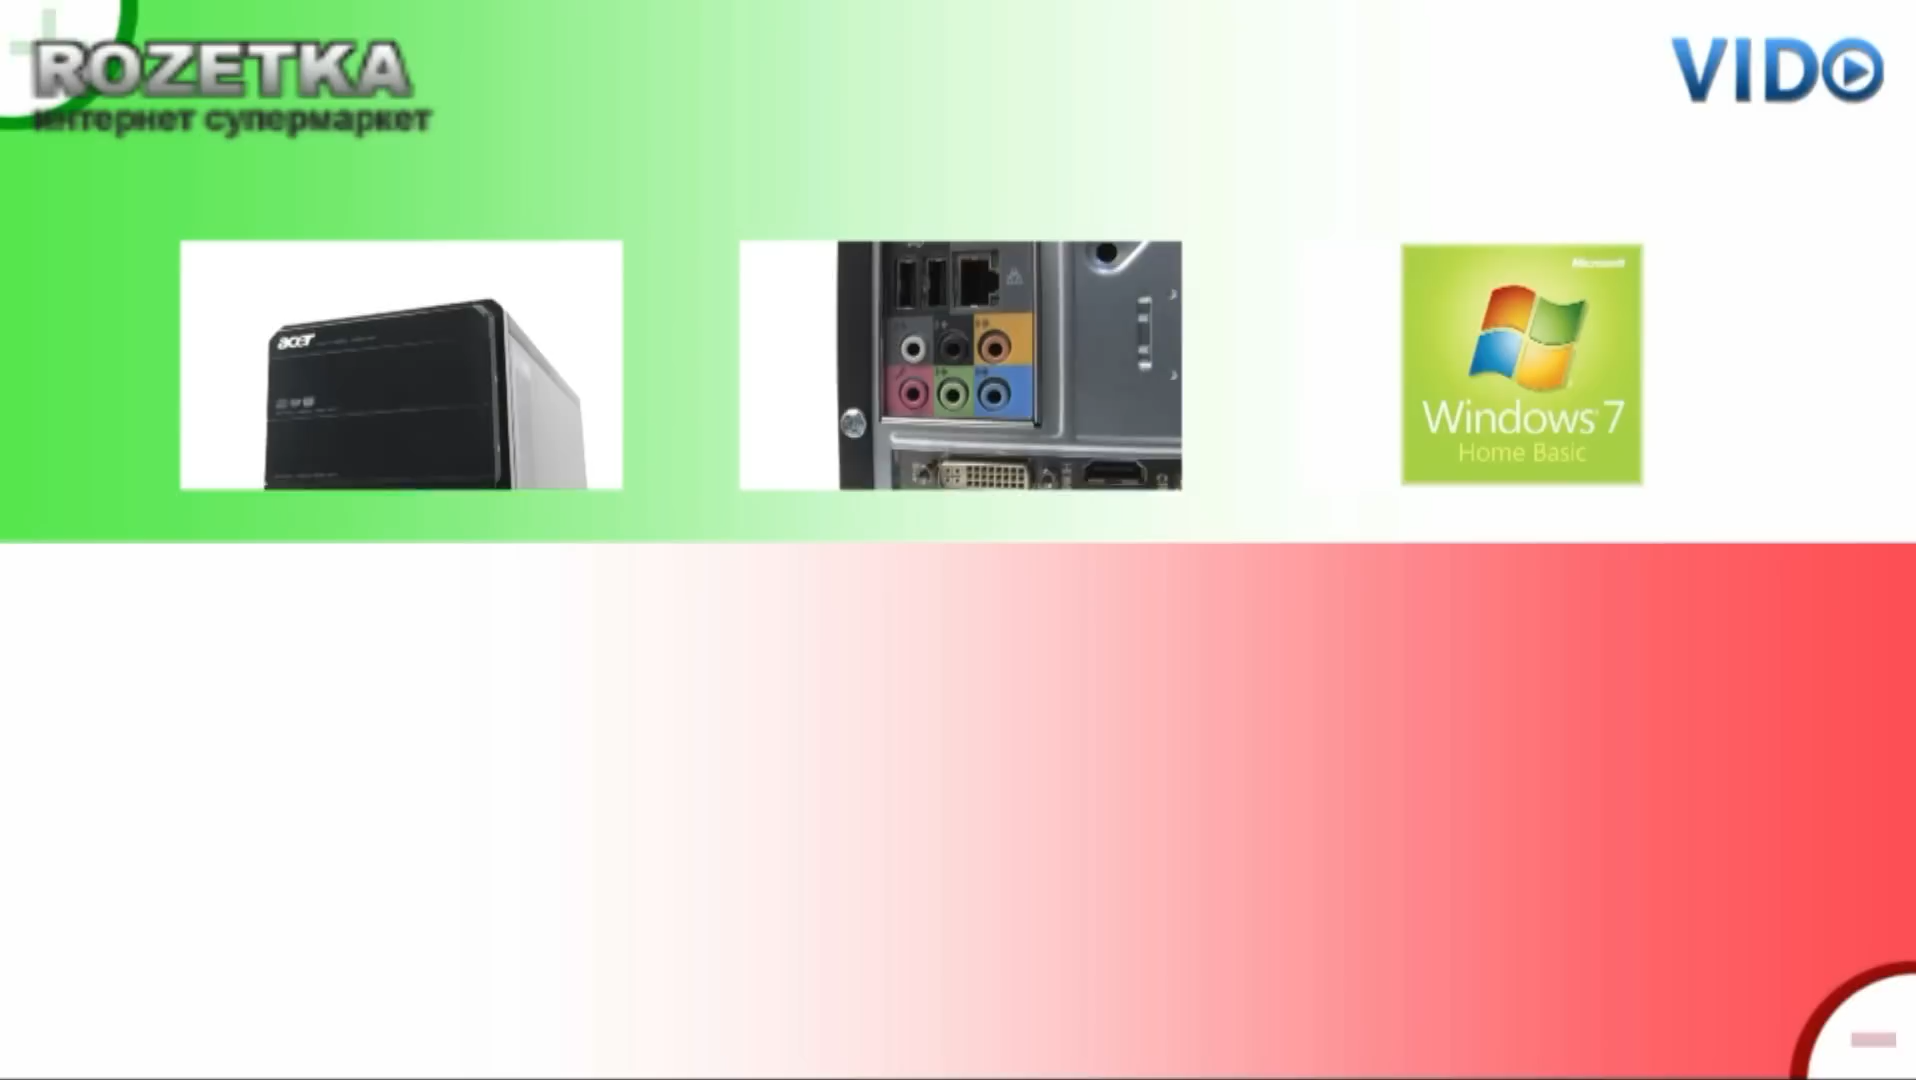 ROZETKA
интернет супермаркет
VIDO
acer
Microsoft
Windows 7
Home Basic